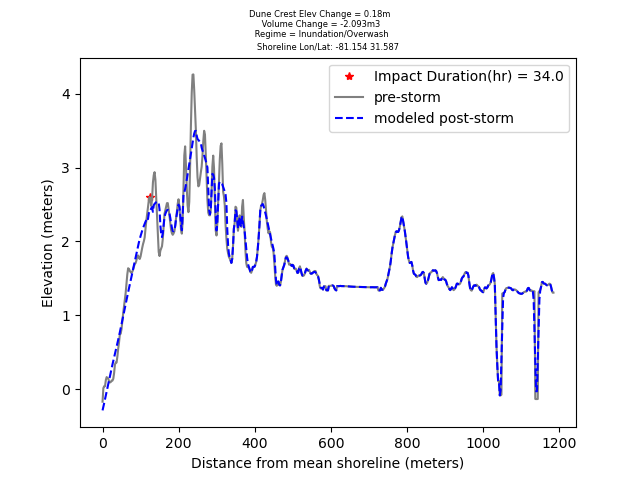 Dune Crest Elev Change = 0.18m
Volume Change = -2.093m3
Regime = Inundation/Overwash
Shoreline Lon/Lat: -81.154 31.587
Impact Duration(hr) = 34.0
pre-storm
modeled post-storm
Elevation (meters)
4
3
2
1
0
0 200 400 600 800 1000 1200
Distance from mean shoreline (meters)